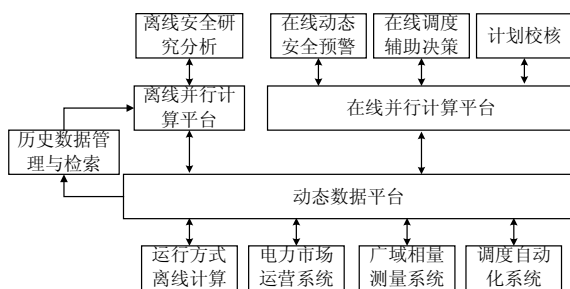 离线安全研
究分析
在线动态
安全预警
在线调度
辅助决策
计划校核
离线并行计
算平台
在线并行计算平台
历史数据管
理与检索
动态数据平台
运行方式
离线计算
电力市场
运营系统
广域相量
测量系统
调度自动
化系统